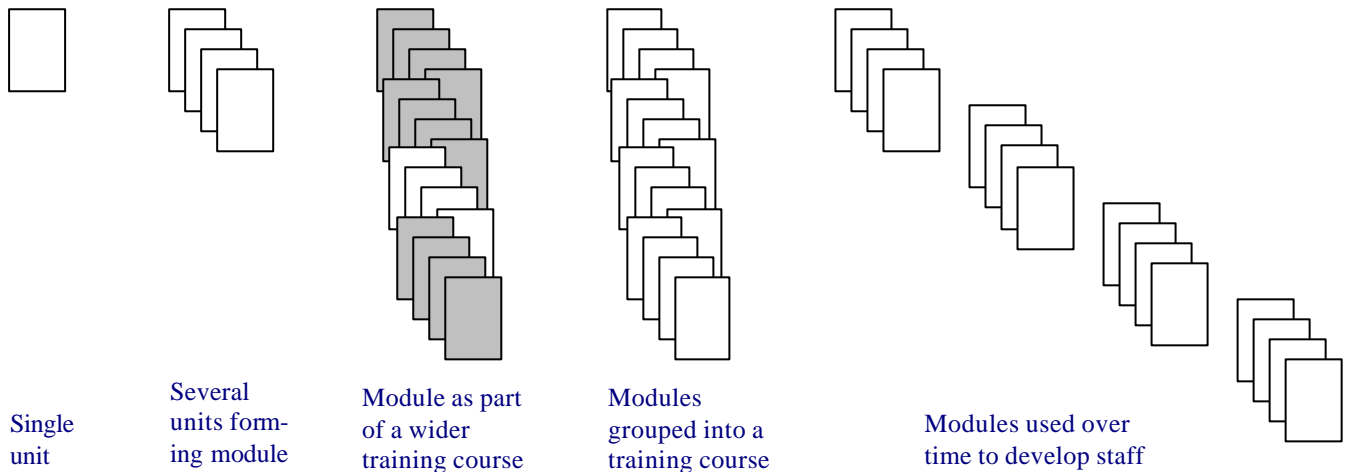 Single
unit
Several
units form-
ing module
Module as part
of a wider
training course
Modules
grouped into a
training course
Modules used over
time to develop staff